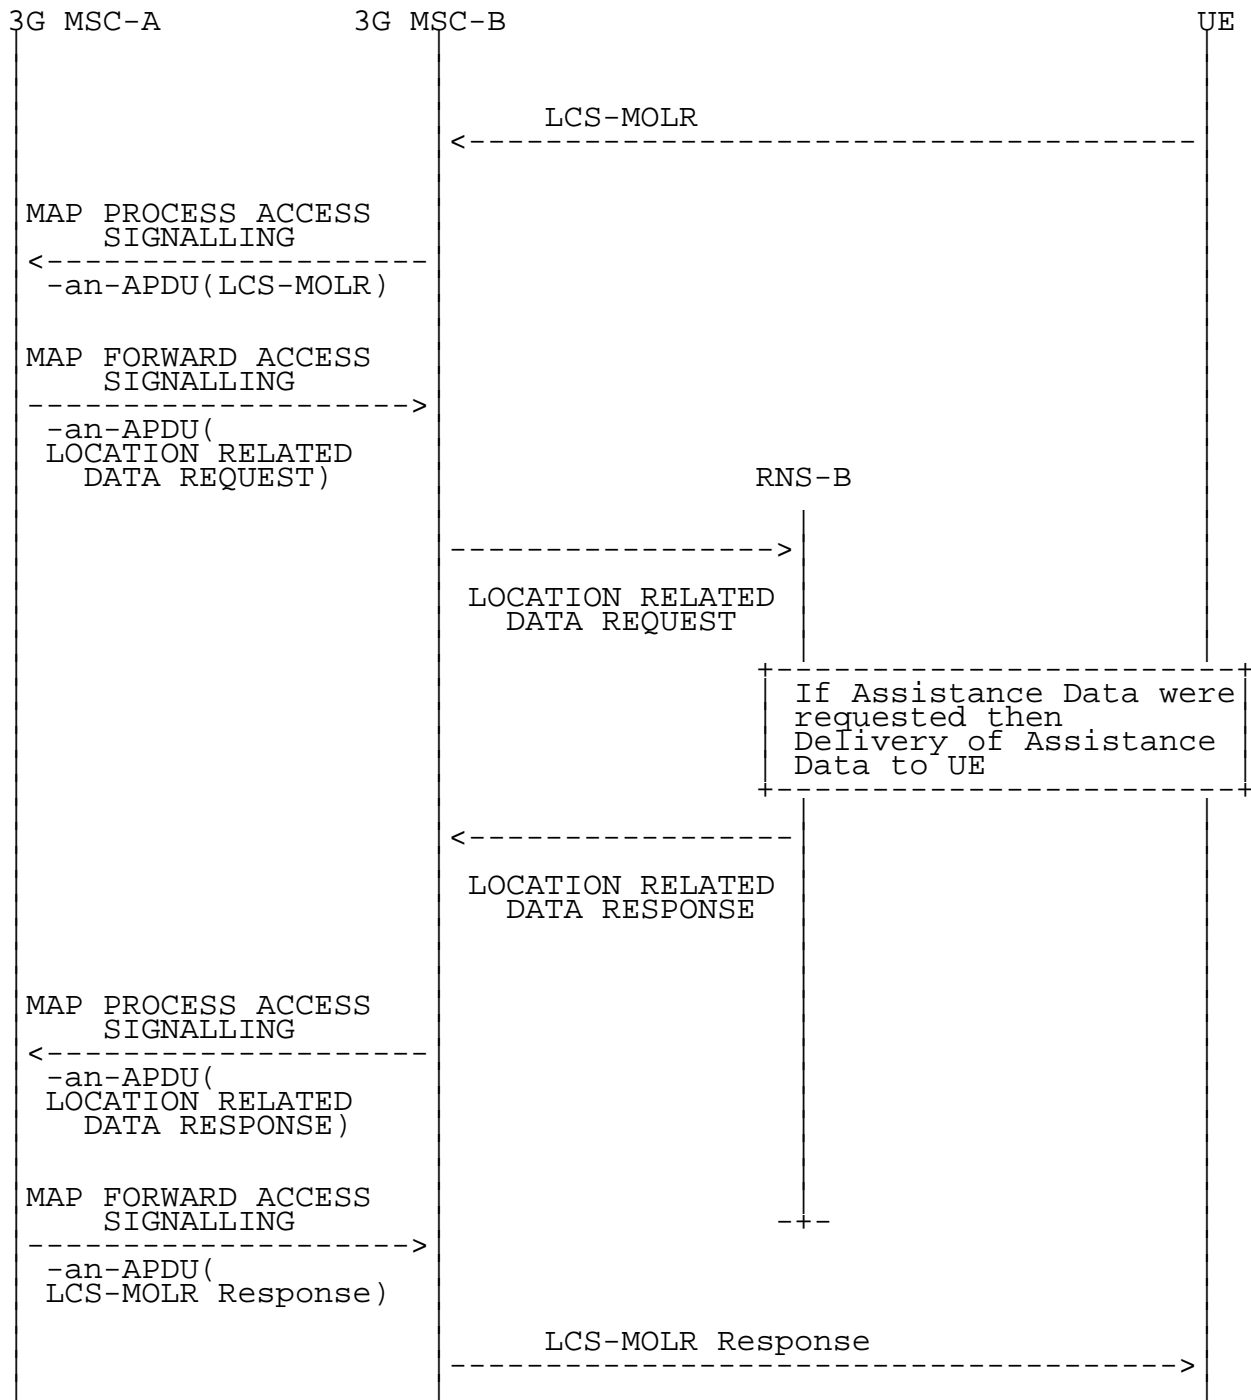 3G MSC-A 3G MSC-B UE
LCS-MOLR
MAP PROCESS ACCESS
SIGNALLING
-an-APDU(LCS-MOLR)
MAP FORWARD ACCESS
SIGNALLING
-an-APDU(
LOCATION RELATED
DATA REQUEST)
RNS-B
LOCATION RELATED
DATA REQUEST
If Assistance Data were
requested then
Delivery of Assistance
Data to UE
LOCATION RELATED
DATA RESPONSE
MAP PROCESS ACCESS
SIGNALLING
-an-APDU(
LOCATION RELATED
DATA RESPONSE)
MAP FORWARD ACCESS
SIGNALLING
-an-APDU(
LCS-MOLR Response)
LCS-MOLR Response